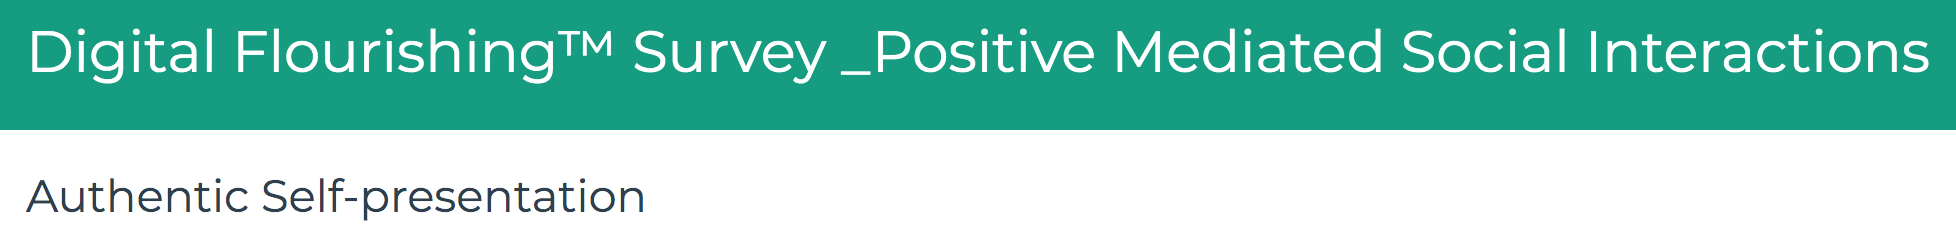 Digital Flourishing™ Survey _Positive Mediated Social Interactions
Authentic Self-presentation